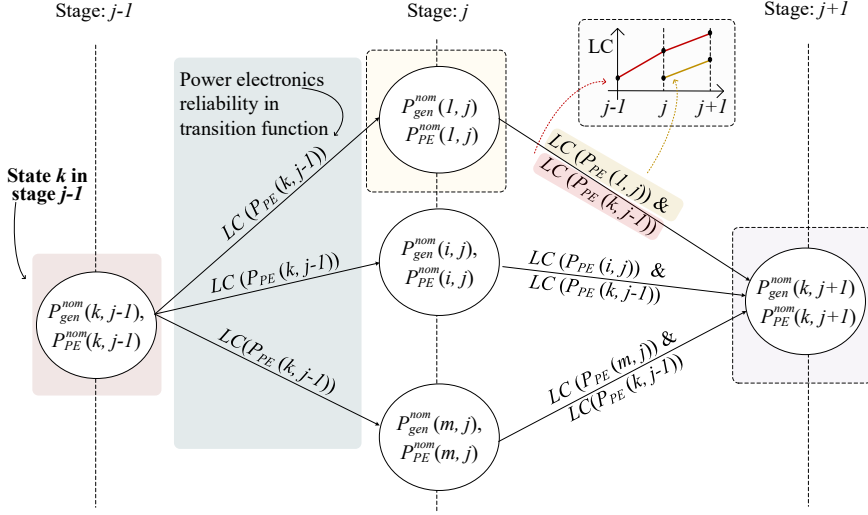 Stage: j-1
Stage: j
Stage: j+1
LC
j-1 j j+1
Power electronics
reliability in
transition function
State k in
stage j-1
P_gen^nom(k, j-1),
P_PE^nom(k, j-1)
LC (P_PE (k, j-1))
LC (P_PE (k, j-1))
LC(P_PE (k, j-1))
P_gen^nom(1, j)
P_PE^nom(1, j)
P_gen^nom(i, j),
P_PE^nom(i, j)
P_gen^nom(m, j),
P_PE^nom(m, j)
LC (P_PE (1, j)) &
LC (P_PE (k, j-1))
LC (P_PE (i, j)) &
LC (P_PE (k, j-1))
LC (P_PE (m, j)) &
LC(P_PE (k, j-1))
P_gen^nom(k, j+1)
P_PE^nom(k, j+1)